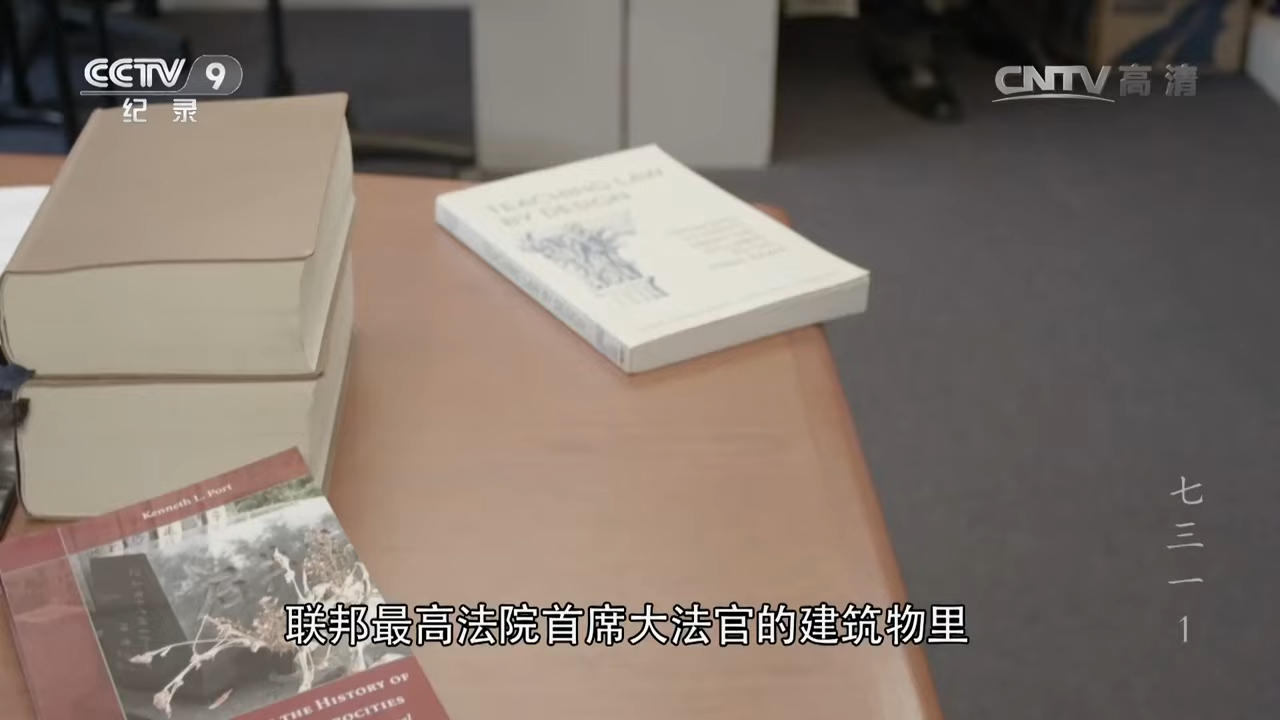 CCTV 9
纪录
CNTV 高清
TEACHING LAW
BY DESIGN
Kenneth L. Port
THE HISTORY OF
七三一
1
联邦最高法院首席大法官的建筑物里